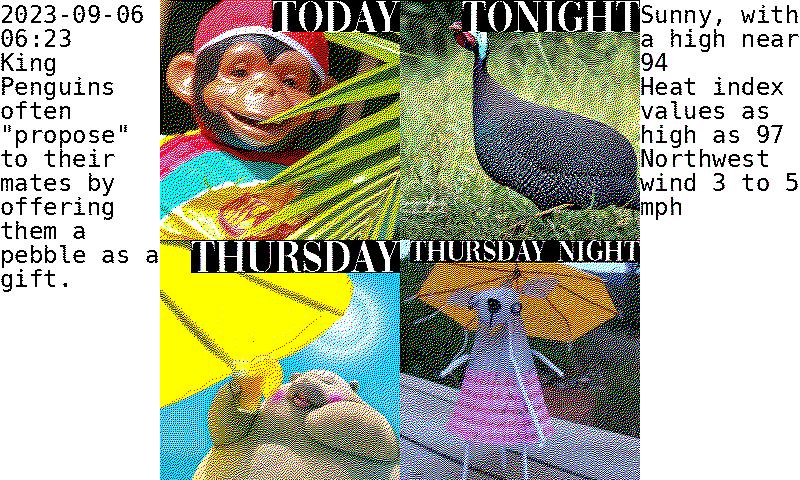 2023-09-06
06:23
King
Penguins
often
"propose"
to their
mates by
offering
them a
pebble as a
gift.
TODAY
TONIGHT
THURSDAY
THURSDAY NIGHT
Sunny, with
a high near
94
Heat index
values as
high as 97
Northwest
wind 3 to 5
mph